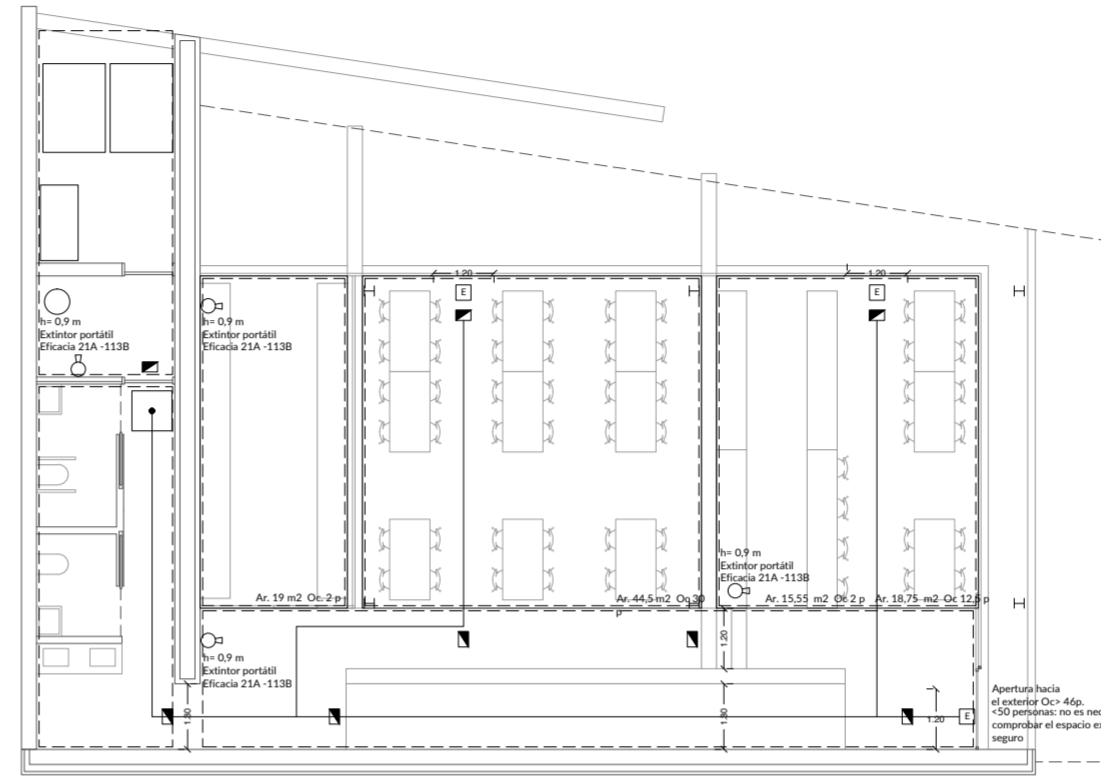 1.20
1.20
E
E
h= 0,9 m
Extintor portátil
Eficacia 21A -113B
h= 0,9 m
Extintor portátil
Eficacia 21A -113B
h= 0,9 m
Extintor portátil
Eficacia 21A -113B
Ar. 19 m2 Oc. 2 p
Ar. 44,5 m2 Oc 30
p
Ar. 15,55 m2 Oc 2 p
Ar. 18,75 m2 Oc 12,5 p
1.20
h= 0,9 m
Extintor portátil
Eficacia 21A -113B
1.30
1.30
1.20
E
Apertura hacia
el exterior Oc> 46p.
<50 personas: no es
comprobar el espacio
seguro